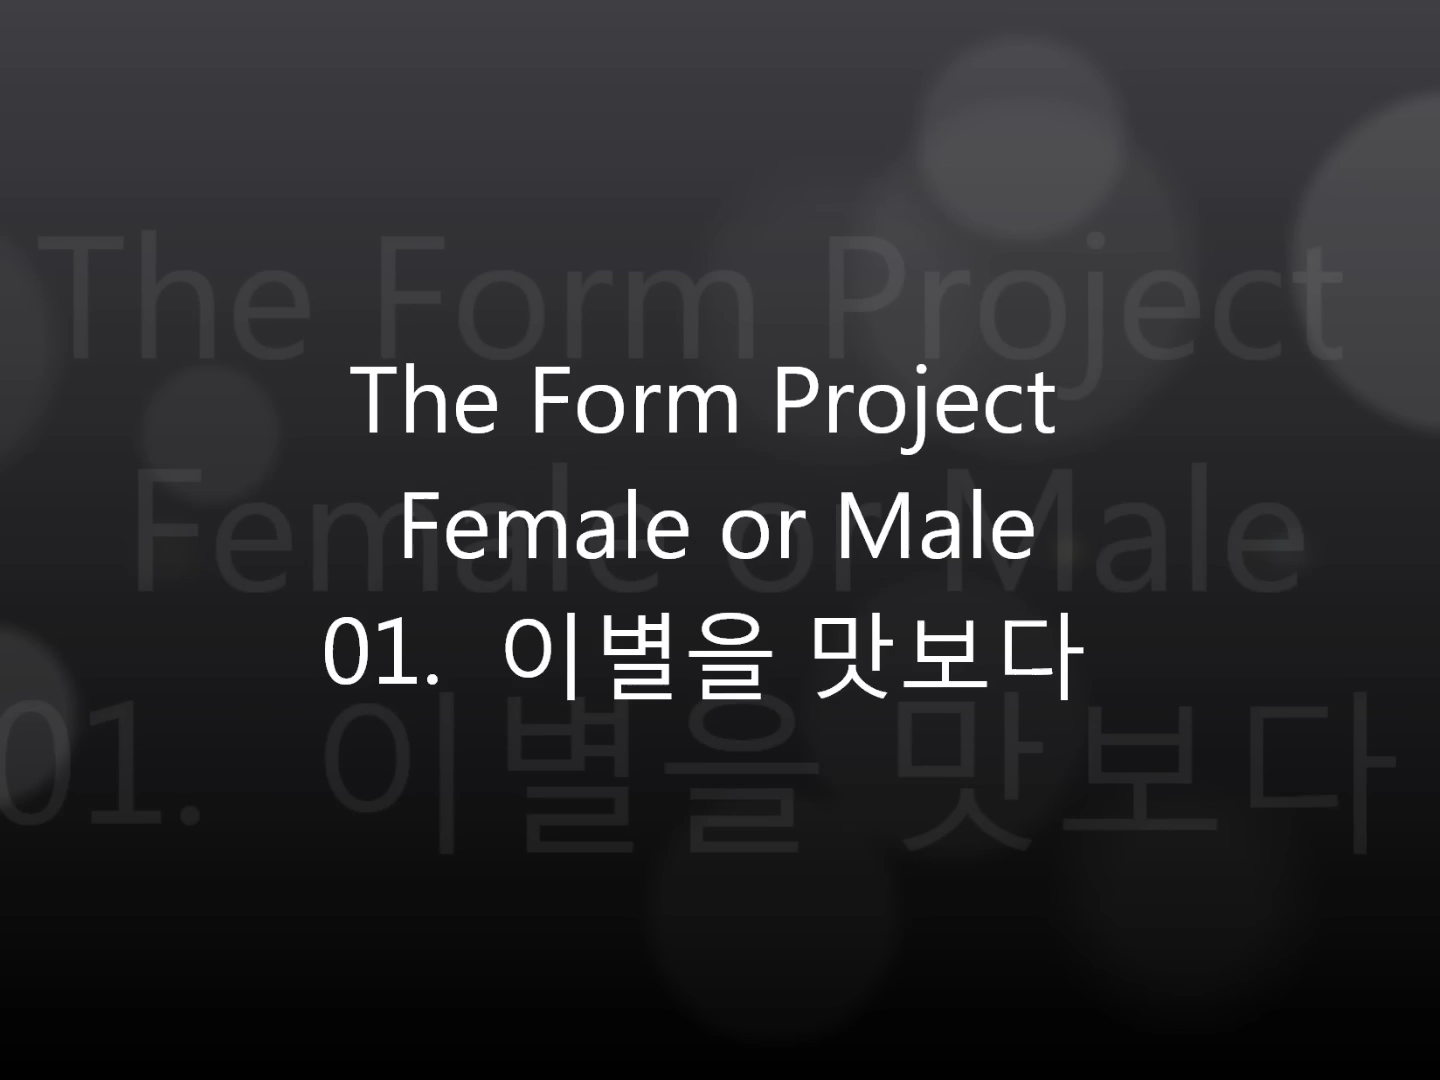 The Form Project
Female or Male
01. 이별을 맛보다